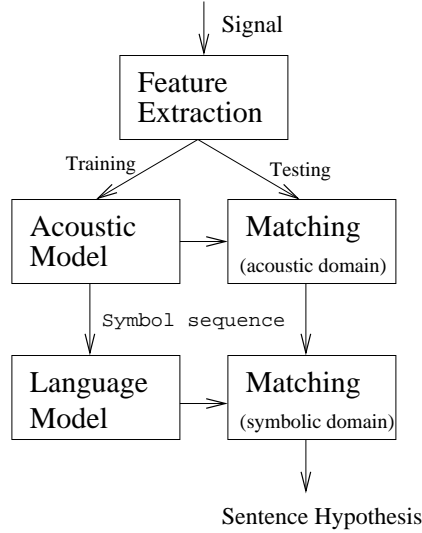 Signal
Feature
Extraction
Training
Testing
Acoustic
Model
Matching
(acoustic domain)
Symbol sequence
Language
Model
Matching
(symbolic domain)
Sentence Hypothesis